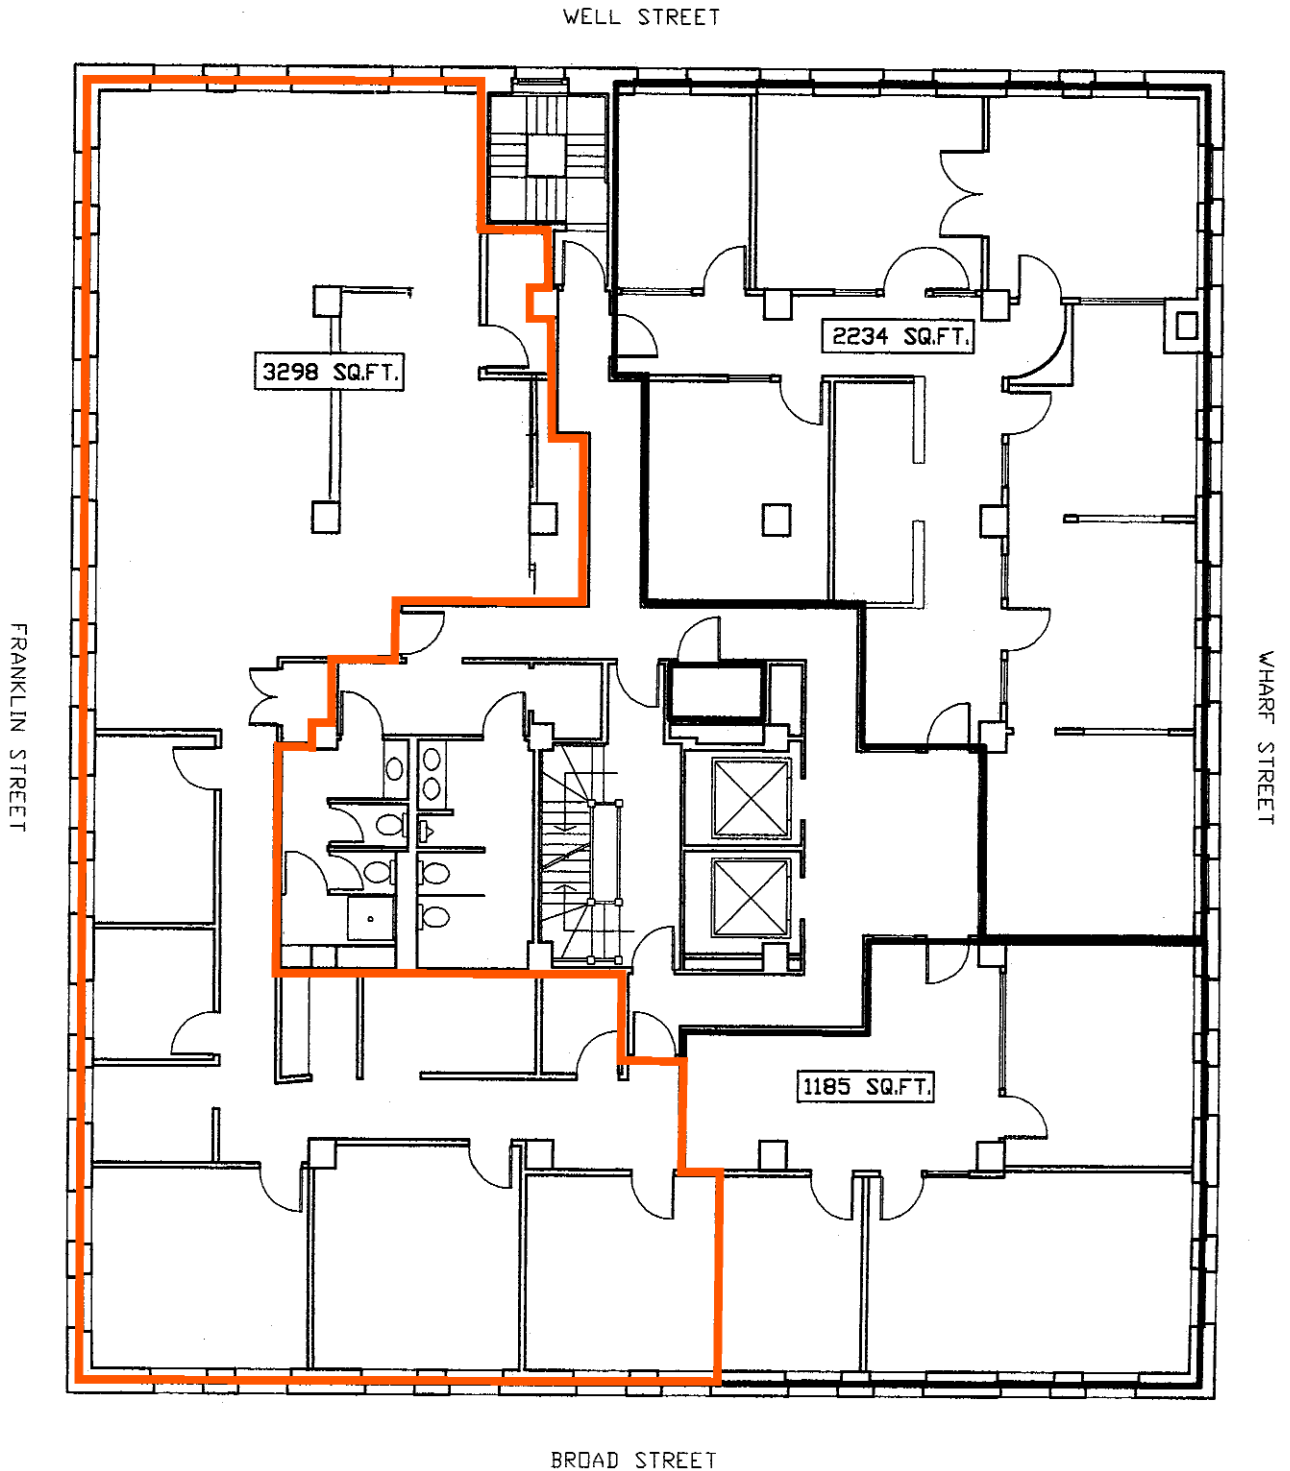 WELL STREET
2234 SQ.FT.
3298 SQ.FT.
FRANKLIN STREET
WHARF STREET
1185 SQ.FT.
BROAD STREET